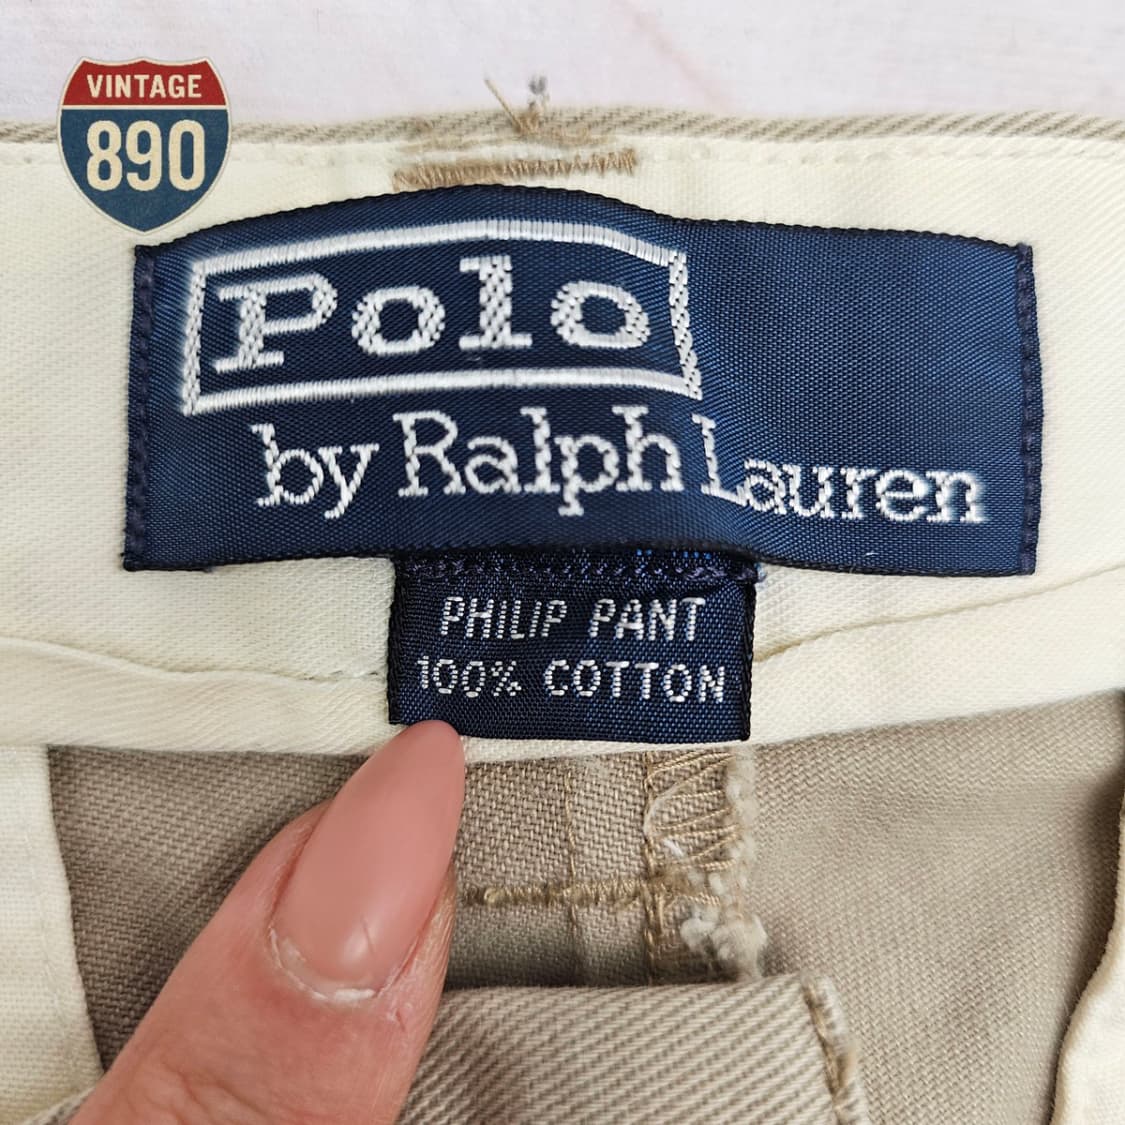 VINTAGE
890
Polo
by Ralph Lauren
PHILIP PANT
100% COTTON